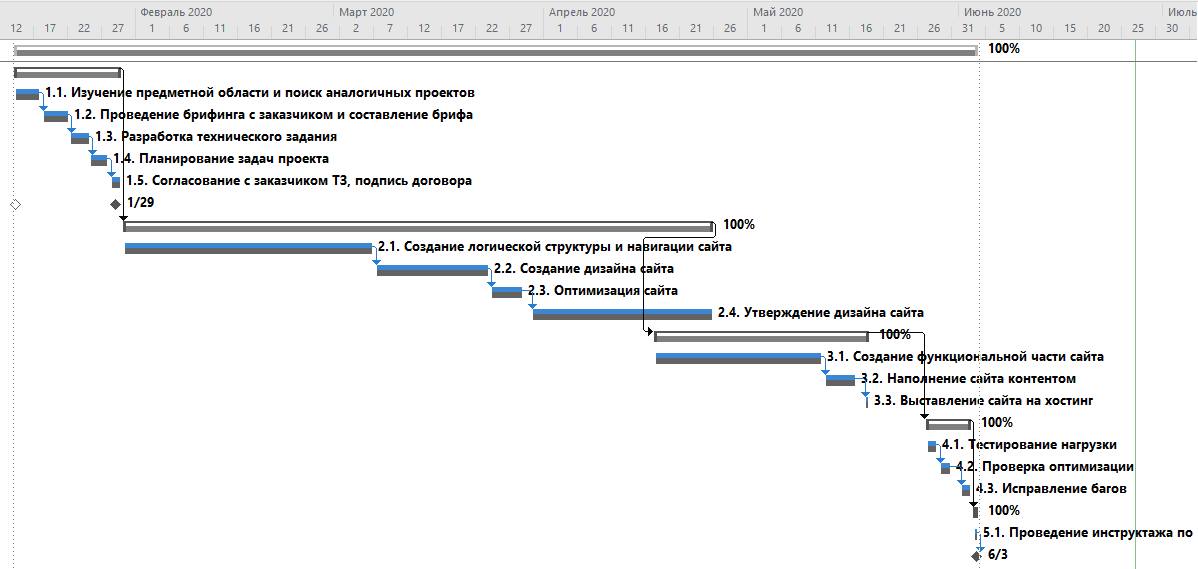 Февраль 2020 Март 2020 Апрель 2020 Май 2020 Июнь 2020 Июль
12 17 22 27 1 6 11 16 21 26 2 7 12 17 22 27 1 6 11 16 21 26 1 6 11 16 21 26 31 5 10 15 20 25 30
100%
1.1. Изучение предметной области и поиск аналогичных проектов
1.2. Проведение брифинга с заказчиком и составление брифа
1.3. Разработка технического задания
1.4. Планирование задач проекта
1.5. Согласование с заказчиком ТЗ, подпись договора
1/29
100%
2.1. Создание логической структуры и навигации сайта
2.2. Создание дизайна сайта
2.3. Оптимизация сайта
2.4. Утверждение дизайна сайта
100%
3.1. Создание функциональной части сайта
3.2. Наполнение сайта контентом
3.3. Выставление сайта на хостинг
100%
4.1. Тестирование нагрузки
4.2. Проверка оптимизации
4.3. Исправление багов
100%
5.1. Проведение инструктажа по
6/3